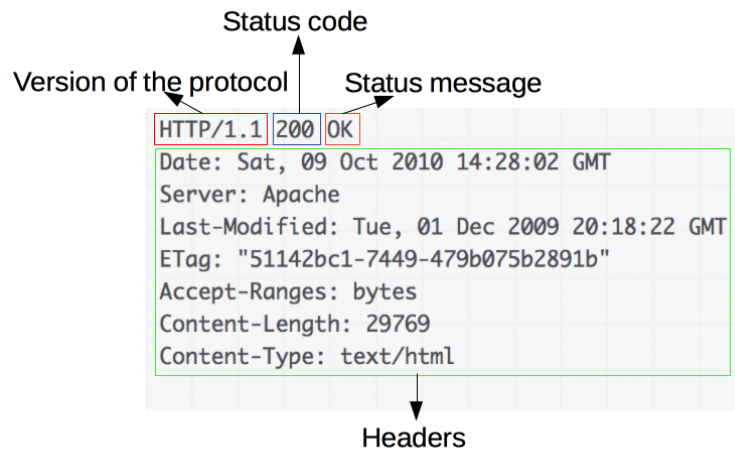 Status code
Version of the protocol Status message
HTTP/1.1 200 OK
Date: Sat, 09 Oct 2010 14:28:02 GMT
Server: Apache
Last-Modified: Tue, 01 Dec 2009 20:18:22 GMT
ETag: "51142bc1-7449-479b075b2891b"
Accept-Ranges: bytes
Content-Length: 29769
Content-Type: text/html
Headers